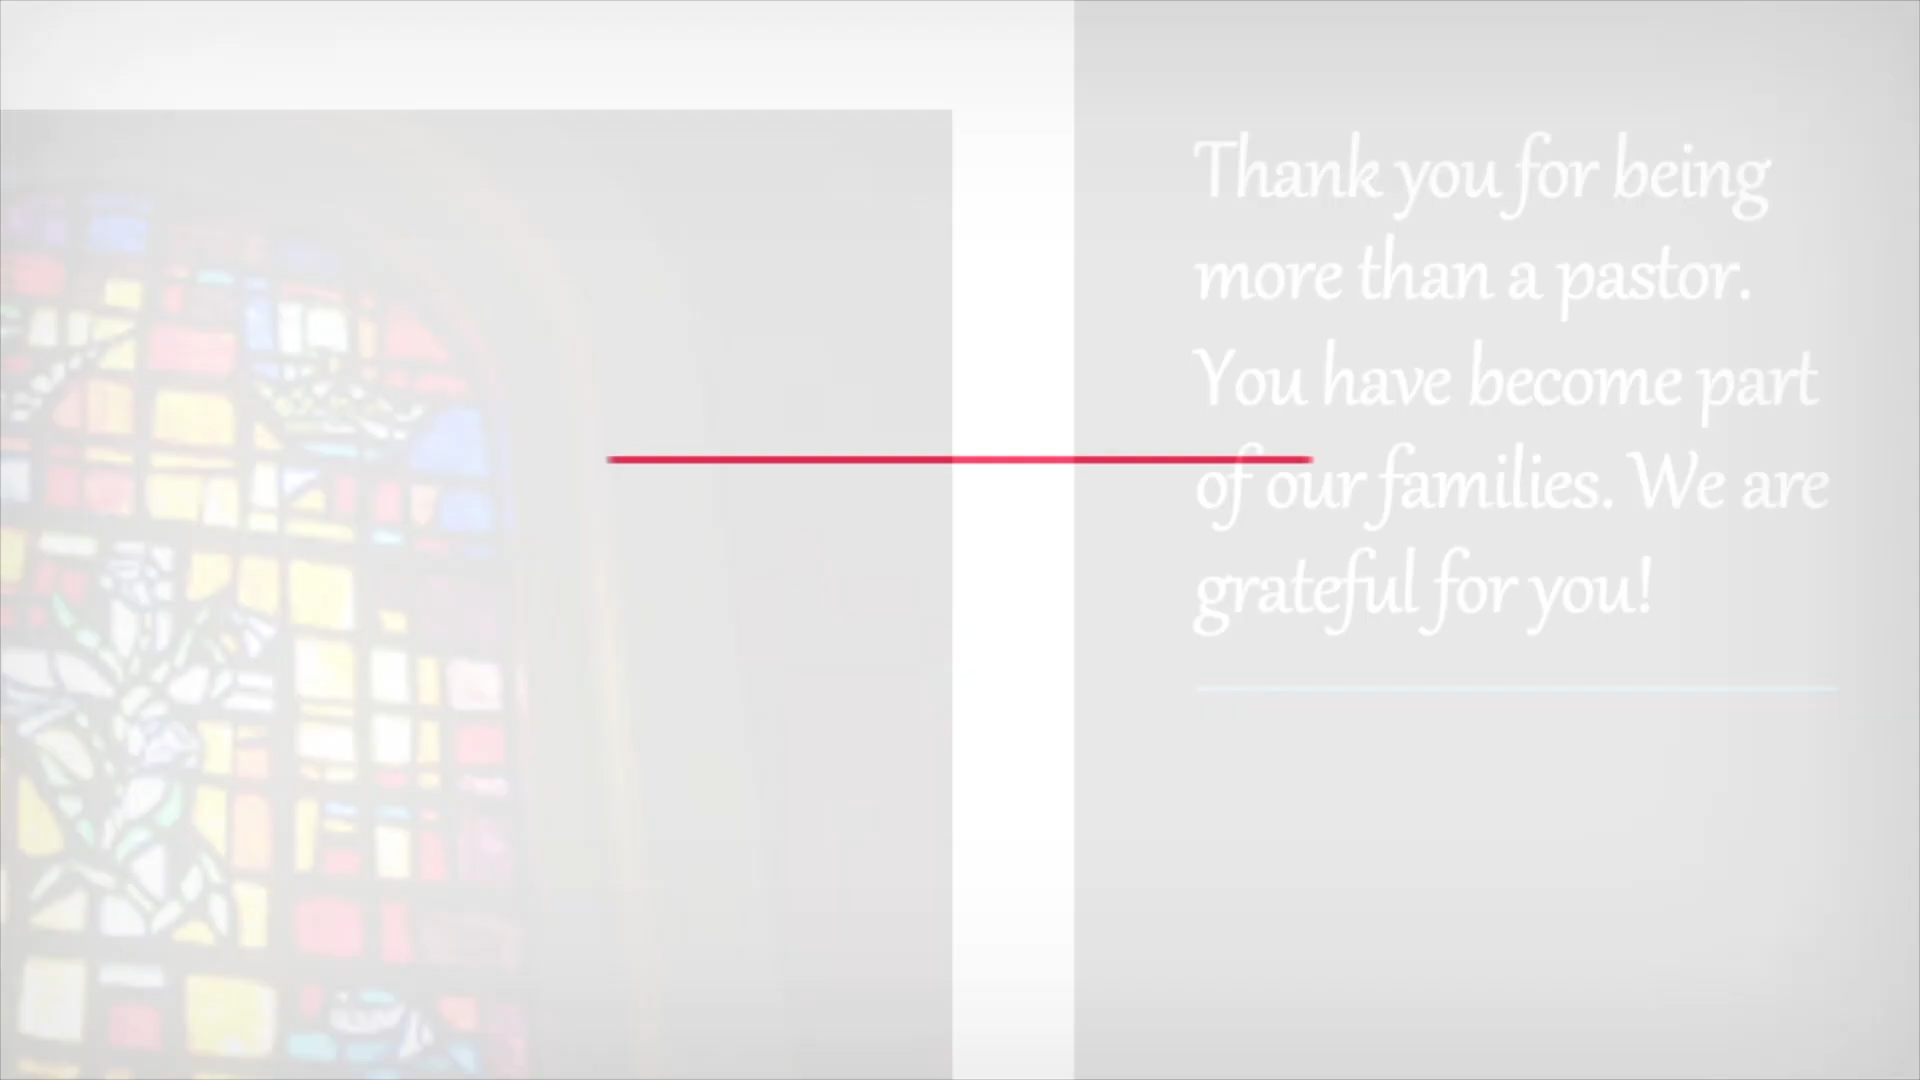 Thank you for being
more than a pastor.
You have become part
of our families. We are
grateful for you!